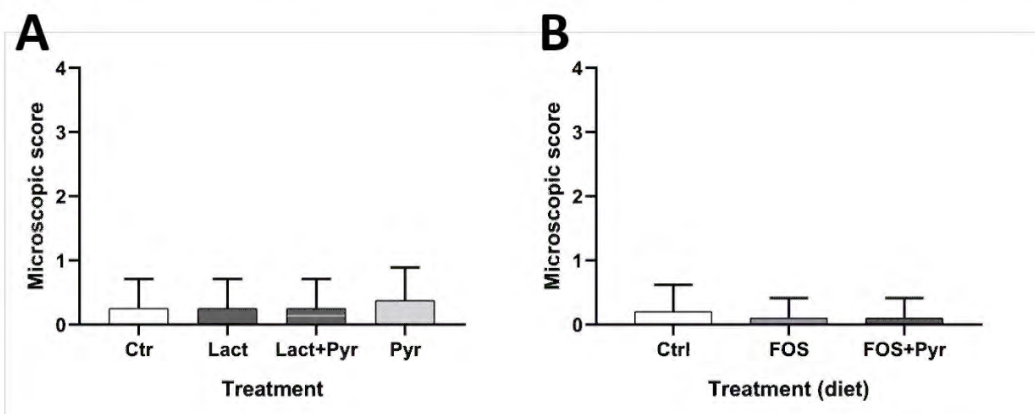 A
Microscopic score
4
3
2
1
0
Ctr Lact Lact+Pyr Pyr
Treatment
B
Microscopic score
4
3
2
1
0
Ctrl FOS FOS+Pyr
Treatment (diet)